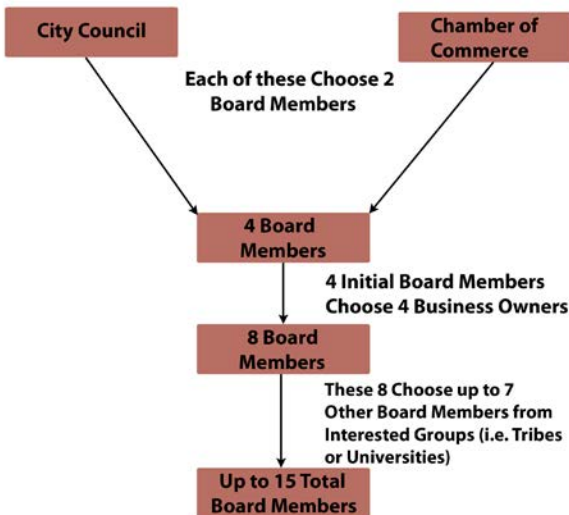 City Council
Chamber of
Commerce
Each of these Choose 2
Board Members
4 Board
Members
4 Initial Board Members
Choose 4 Business Owners
8 Board
Members
These 8 Choose up to 7
Other Board Members from
Interested Groups (i.e. Tribes
or Universities)
Up to 15 Total
Board Members